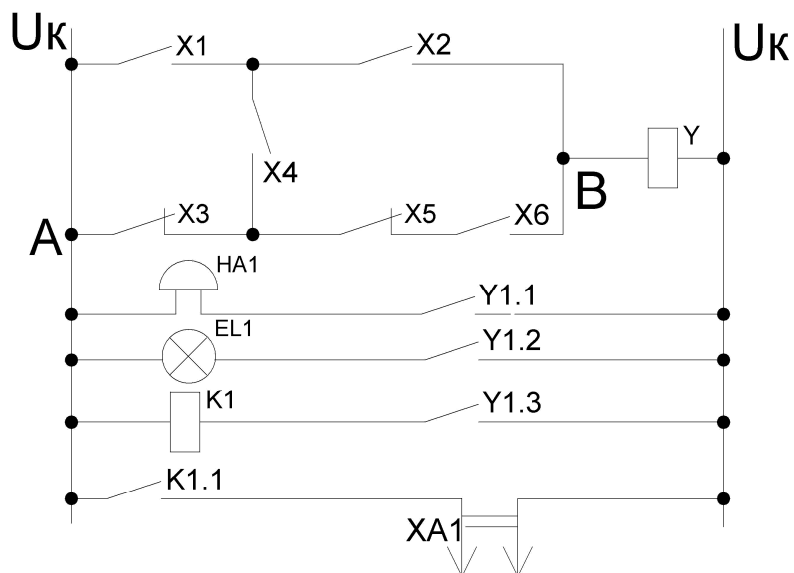 Uк
Uк
X1
X2
Y
X4
B
A
X3
X5
X6
HA1
Y1.1
EL1
Y1.2
K1
Y1.3
K1.1
XA1